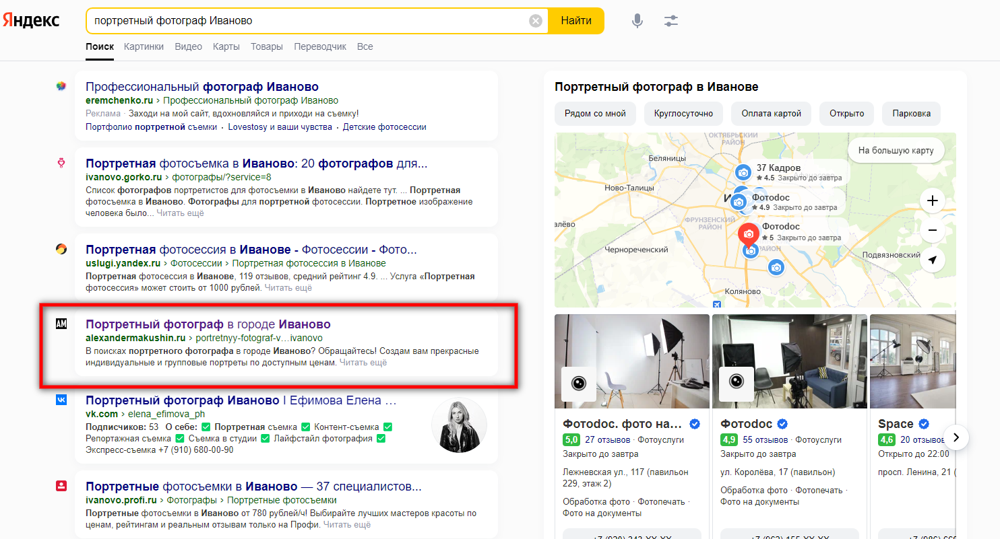 Яндекс
портретный фотограф Иваново
Найти
Поиск Картинки Видео Карты Товары Переводчик Все
Профессиональный фотограф Иваново
eremchenko.ru › Профессиональный фотограф Иваново
Реклама · Заходи на мой сайт, вдохновляйся и приходи на съемку!
Портфолио портретной съемки · Lovestosy и ваши чувства · Детские фотосессии
Портретная фотосъемка в Иваново: 20 фотографов для...
ivanovo.gorko.ru › фотографы/?service=8
Список фотографов портретистов для фотосъемки в Иваново найдете тут. ... Портретная
фотосъемка в Иваново. Фотографы для портретной фотосессии. Портретное изображение
человека было... Читать ещё
Портретная фотосессия в Иванове - Фотосессии - Фото...
uslugi.yandex.ru › Фотосессии › Портретная фотосессия в Иванове
Портретная фотосессия в Иванове, 119 отзывов, средний рейтинг 4.9. ... Услуга «Портретная
фотосессия» может стоить от 1000 рублей. Читать ещё
AM
Портретный фотограф в городе Иваново
alexandermakushin.ru › portretnyy-fotograf-v…ivanovo
В поисках портретного фотографа в городе Иваново? Обращайтесь! Создам вам прекрасные
индивидуальные и групповые портреты по доступным ценам. Читать ещё
Портретный фотограф Иваново | Ефимова Елена ...
vk.com › elena_efimova_ph
Подписчиков: 53 О себе: ✅ Портретная съемка ✅ Контент-съемка ✅
Репортажная съемка ✅ Съемка в студии ✅ Лайфстайл фотография ✅
Экспресс-съемка +7 (910) 680-00-90
Портретные фотосъемки в Иваново — 37 специалистов...
ivanovo.profi.ru › Фотографы › Портретные фотосъемки
Портретные фотосъемки в Иваново от 780 рублей/ч! Выбирайте лучших мастеров красоты по
ценам, рейтингам и реальным отзывам только на Профи. Читать ещё
Портретный фотограф в Иванове
Рядом со мной Круглосуточно Оплата картой Открыто Парковка
ОКТЯБРЬСКИЙ
РАЙОН
На большую карту
Беляницы
37 Кадров
4.5 Закрыто до завтра
Ново-Талицы
Фотоdoc
4.9 Закрыто до завтра
ФРУНЗЕНСКИЙ
РАЙОН
Фотоdoc
5 Закрыто до завтра
алёво
РАЙОН
Чернореченский
Подвязновский
Коляново
Фотоdoc. фото на...
5,0 27 отзывов · Фотоуслуги
Закрыто до завтра
Лежневская ул., 117 (павильон
229, этаж 2)
Обработка фото · Фотопечать ·
Фото на документы
Фотоdoc
4,9 55 отзывов · Фотоуслуги
Закрыто до завтра
ул. Королёва, 17 (павильон)
Обработка фото · Фотопечать ·
Фото на документы
Space
4,6 20 отзывов
Открыто до 22:00
просп. Ленина, 21 (